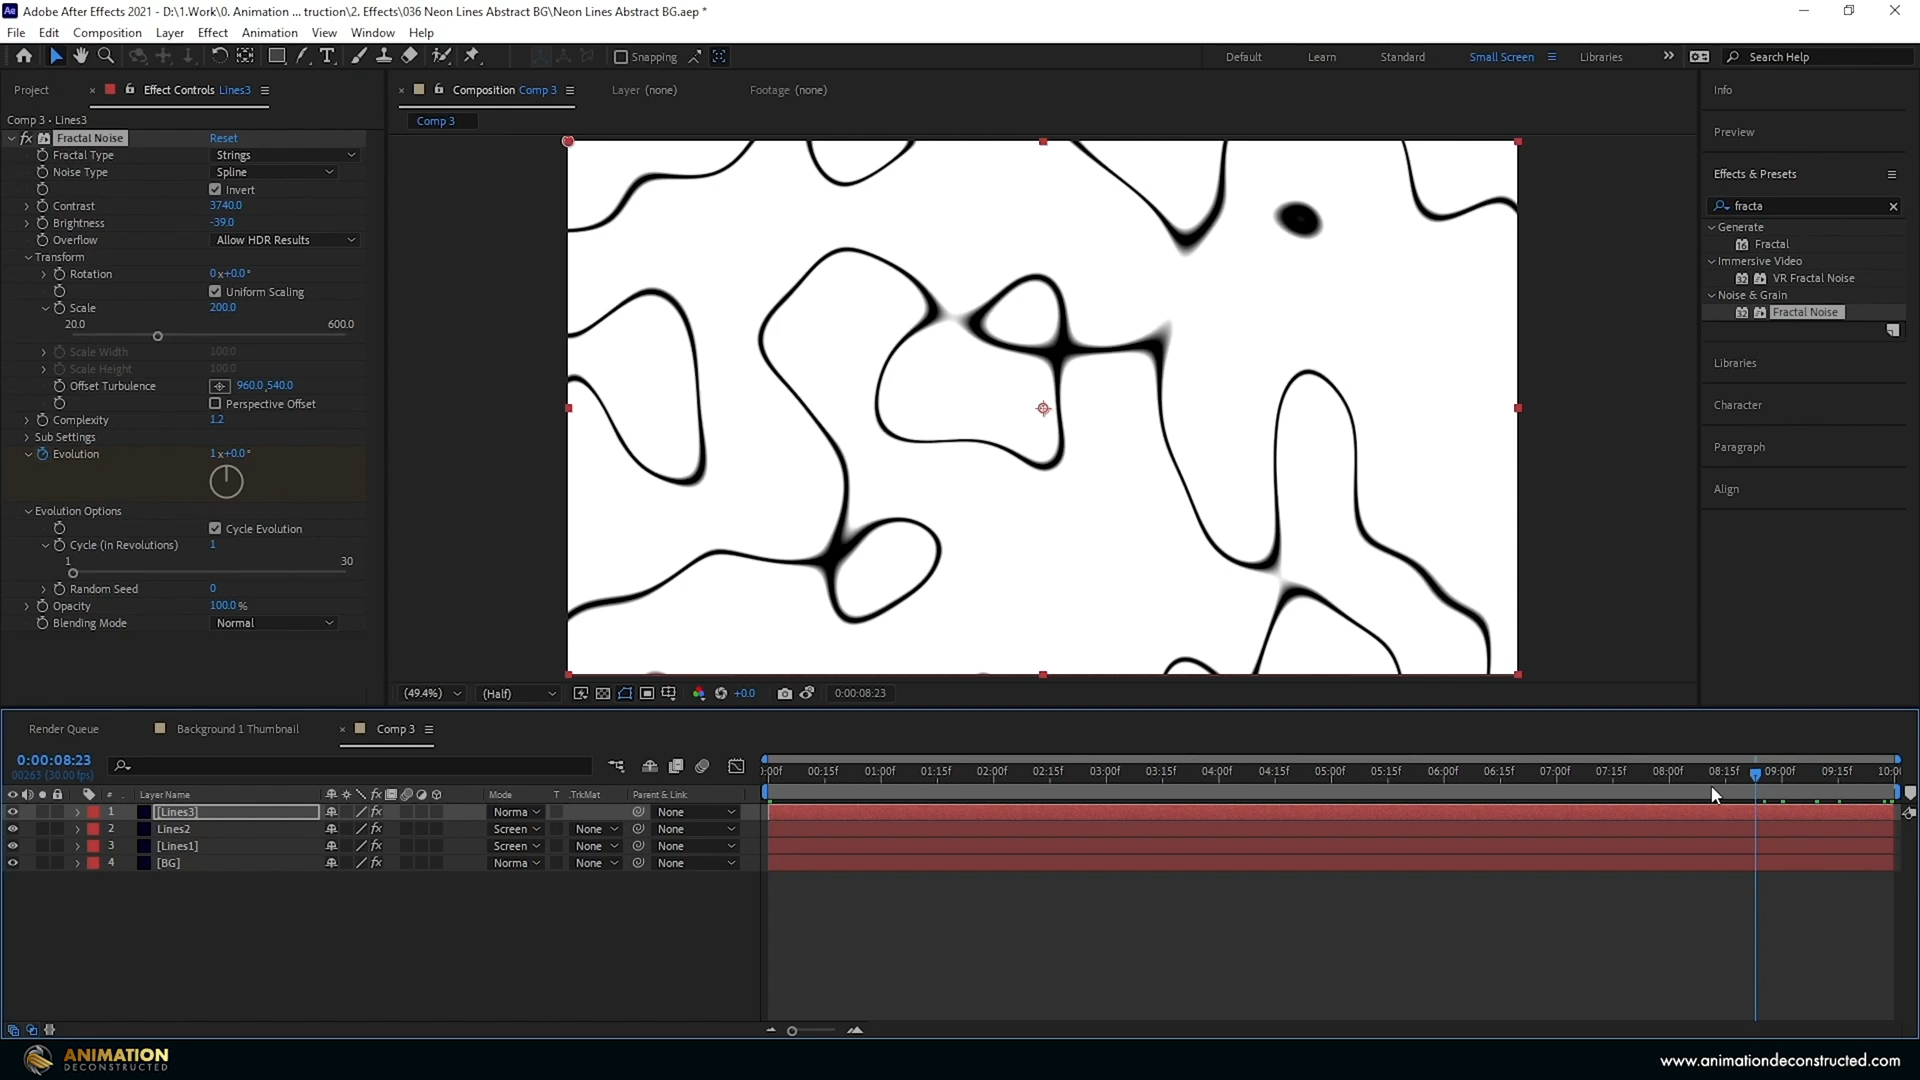 Adobe After Effects 2021 - D:\1.Work\0. Animation ... truction\2. Effects\036 Neon Lines Abstract BG\Neon Lines Abstract BG.aep *
File Edit Composition Layer Effect Animation View Window Help
Snapping Default Learn Standard Small Screen Libraries Search Help
Project Effect Controls Lines3 Composition Comp 3 Layer (none) Footage (none) Info
Comp 3 • Lines3 Comp 3
fx Fractal Noise Reset
Preview
Fractal Type Strings
Noise Type Spline
Effects & Presets
Invert
Contrast 3740.0
fracta
Brightness -39.0
Generate
Overflow Allow HDR Results
Fractal
Transform
Immersive Video
Rotation 0x+0.0°
VR Fractal Noise
Uniform Scaling
Noise & Grain
Scale 200.0
Fractal Noise
20.0 600.0
Scale Width 100.0
Libraries
Scale Height 100.0
Offset Turbulence 960.0,540.0
Perspective Offset
Character
Complexity 1.2
Sub Settings
Paragraph
Evolution 1x+0.0°
Align
Evolution Options
Cycle Evolution
Cycle (in Revolutions) 1
1 30
Random Seed 0
Opacity 100.0 %
Blending Mode Normal
(49.4%) (Half) +0.0 0:00:08:23
Render Queue Background 1 Thumbnail Comp 3
0:00:08:23
00263 (30.00 fps)
:00f 00:15f 01:00f 01:15f 02:00f 02:15f 03:00f 03:15f 04:00f 04:15f 05:00f 05:15f 06:00f 06:15f 07:00f 07:15f 08:00f 08:15f 09:00f 09:15f 10:0
# Layer Name fx Mode T .TrkMat Parent & Link
1 [Lines3] fx Norma None
2 Lines2 fx Screen None None
3 [Lines1] fx Screen None None
4 [BG] fx Norma None None
ANIMATION
DECONSTRUCTED
www.animationdeconstructed.com